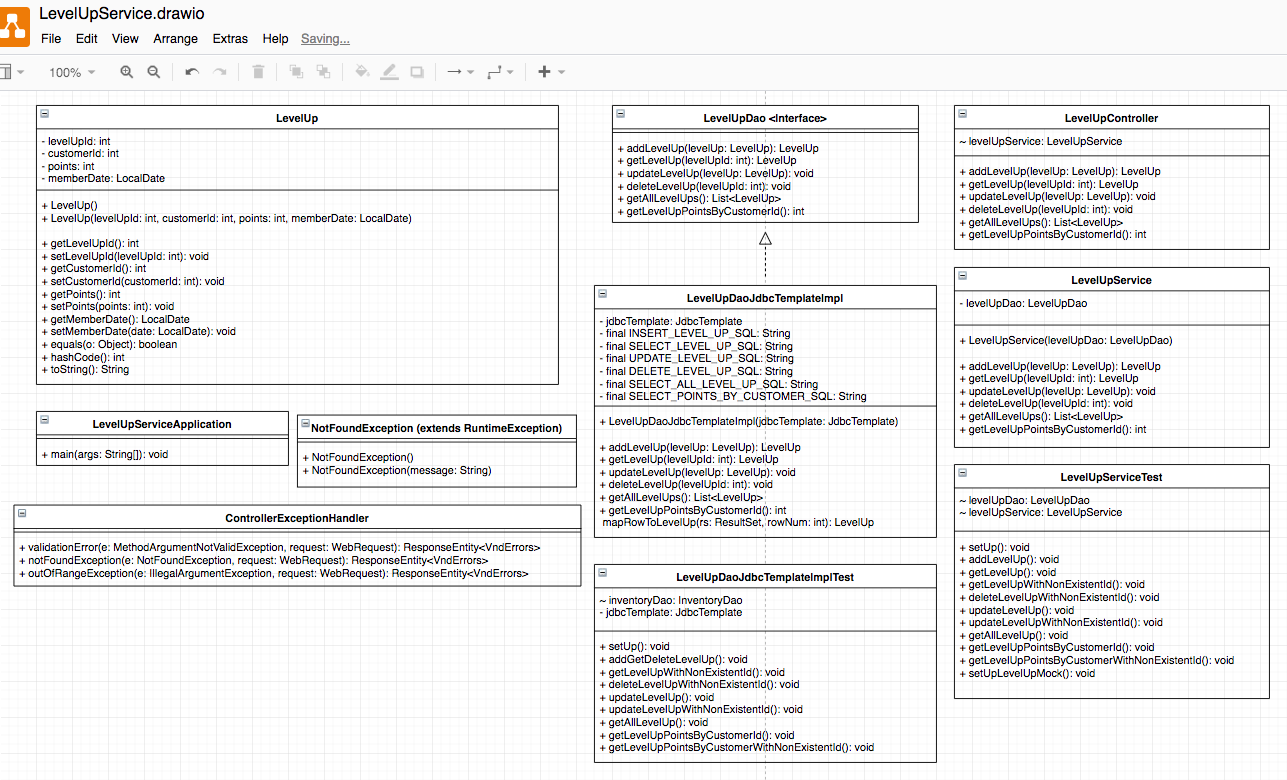 LevelUpService.drawio
File Edit View Arrange Extras Help Saving...
100%
LevelUp
- levelUpId: int
- customerId: int
- points: int
- memberDate: LocalDate
+ LevelUp()
+ LevelUp(levelUpId: int, customerId: int, points: int, memberDate: LocalDate)
+ getLevelUpId(): int
+ setLevelUpId(levelUpId: int): void
+ getCustomerId(): int
+ setCustomerId(customerId: int): void
+ getPoints(): int
+ setPoints(points: int): void
+ getMemberDate(): LocalDate
+ setMemberDate(date: LocalDate): void
+ equals(o: Object): boolean
+ hashCode(): int
+ toString(): String
LevelUpServiceApplication
+ main(args: String[]): void
NotFoundException (extends RuntimeException)
+ NotFoundException()
+ NotFoundException(message: String)
ControllerExceptionHandler
+ validationError(e: MethodArgumentNotValidException, request: WebRequest): ResponseEntity<VndErrors>
+ notFoundException(e: NotFoundException, request: WebRequest): ResponseEntity<VndErrors>
+ outOfRangeException(e: IllegalArgumentException, request: WebRequest): ResponseEntity<VndErrors>
LevelUpDao <Interface>
+ addLevelUp(levelUp: LevelUp): LevelUp
+ getLevelUp(levelUpId: int): LevelUp
+ updateLevelUp(levelUp: LevelUp): void
+ deleteLevelUp(levelUpId: int): void
+ getAllLevelUps(): List<LevelUp>
+ getLevelUpPointsByCustomerId(): int
LevelUpDaoJdbcTemplateImpl
- jdbcTemplate: JdbcTemplate
- final INSERT_LEVEL_UP_SQL: String
- final SELECT_LEVEL_UP_SQL: String
- final UPDATE_LEVEL_UP_SQL: String
- final DELETE_LEVEL_UP_SQL: String
- final SELECT_ALL_LEVEL_UP_SQL: String
- final SELECT_POINTS_BY_CUSTOMER_SQL: String
+ LevelUpDaoJdbcTemplateImpl(jdbcTemplate: JdbcTemplate)
+ addLevelUp(levelUp: LevelUp): LevelUp
+ getLevelUp(levelUpId: int): LevelUp
+ updateLevelUp(levelUp: LevelUp): void
+ deleteLevelUp(levelUpId: int): void
+ getAllLevelUps(): List<LevelUp>
+ getLevelUpPointsByCustomerId(): int
mapRowToLevelUp(rs: ResultSet, rowNum: int): LevelUp
LevelUpDaoJdbcTemplateImplTest
~ inventoryDao: InventoryDao
- jdbcTemplate: JdbcTemplate
+ setUp(): void
+ addGetDeleteLevelUp(): void
+ getLevelUpWithNonExistentId(): void
+ deleteLevelUpWithNonExistentId(): void
+ updateLevelUp(): void
+ updateLevelUpWithNonExistentId(): void
+ getAllLevelUp(): void
+ getLevelUpPointsByCustomerId(): void
+ getLevelUpPointsByCustomerWithNonExistentId(): void
LevelUpController
~ levelUpService: LevelUpService
+ addLevelUp(levelUp: LevelUp): LevelUp
+ getLevelUp(levelUpId: int): LevelUp
+ updateLevelUp(levelUp: LevelUp): void
+ deleteLevelUp(levelUpId: int): void
+ getAllLevelUps(): List<LevelUp>
+ getLevelUpPointsByCustomerId(): int
LevelUpService
- levelUpDao: LevelUpDao
+ LevelUpService(levelUpDao: LevelUpDao)
+ addLevelUp(levelUp: LevelUp): LevelUp
+ getLevelUp(levelUpId: int): LevelUp
+ updateLevelUp(levelUp: LevelUp): void
+ deleteLevelUp(levelUpId: int): void
+ getAllLevelUps(): List<LevelUp>
+ getLevelUpPointsByCustomerId(): int
LevelUpServiceTest
~ levelUpDao: LevelUpDao
~ levelUpService: LevelUpService
+ setUp(): void
+ addLevelUp(): void
+ getLevelUp(): void
+ getLevelUpWithNonExistentId(): void
+ deleteLevelUpWithNonExistentId(): void
+ updateLevelUp(): void
+ updateLevelUpWithNonExistentId(): void
+ getAllLevelUp(): void
+ getLevelUpPointsByCustomerId(): void
+ getLevelUpPointsByCustomerWithNonExistentId(): void
+ setUpLevelUpMock(): void